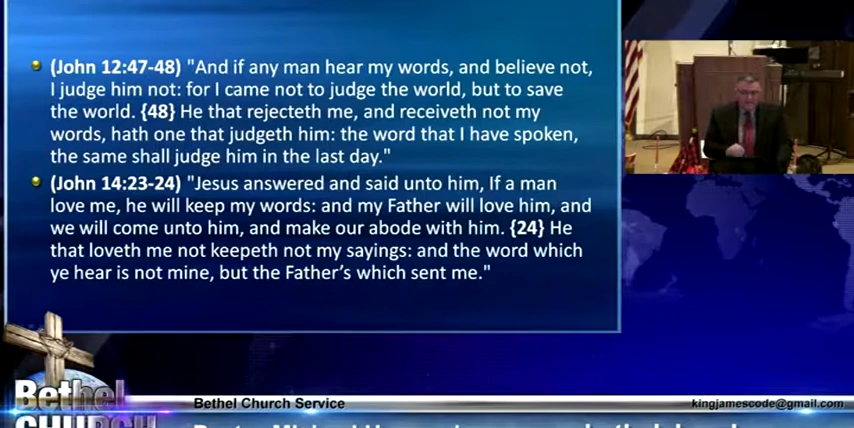 (John 12:47-48) "And if any man hear my words, and believe not,
I judge him not: for I came not to judge the world, but to save
the world. {48} He that rejecteth me, and receiveth not my
words, hath one that judgeth him: the word that I have spoken,
the same shall judge him in the last day."
(John 14:23-24) "Jesus answered and said unto him, If a man
love me, he will keep my words: and my Father will love him, and
we will come unto him, and make our abode with him. {24} He
that loveth me not keepeth not my sayings: and the word which
ye hear is not mine, but the Father's which sent me."
Bethel
CHURCH
Bethel Church Service
kingjamescode@gmail.com